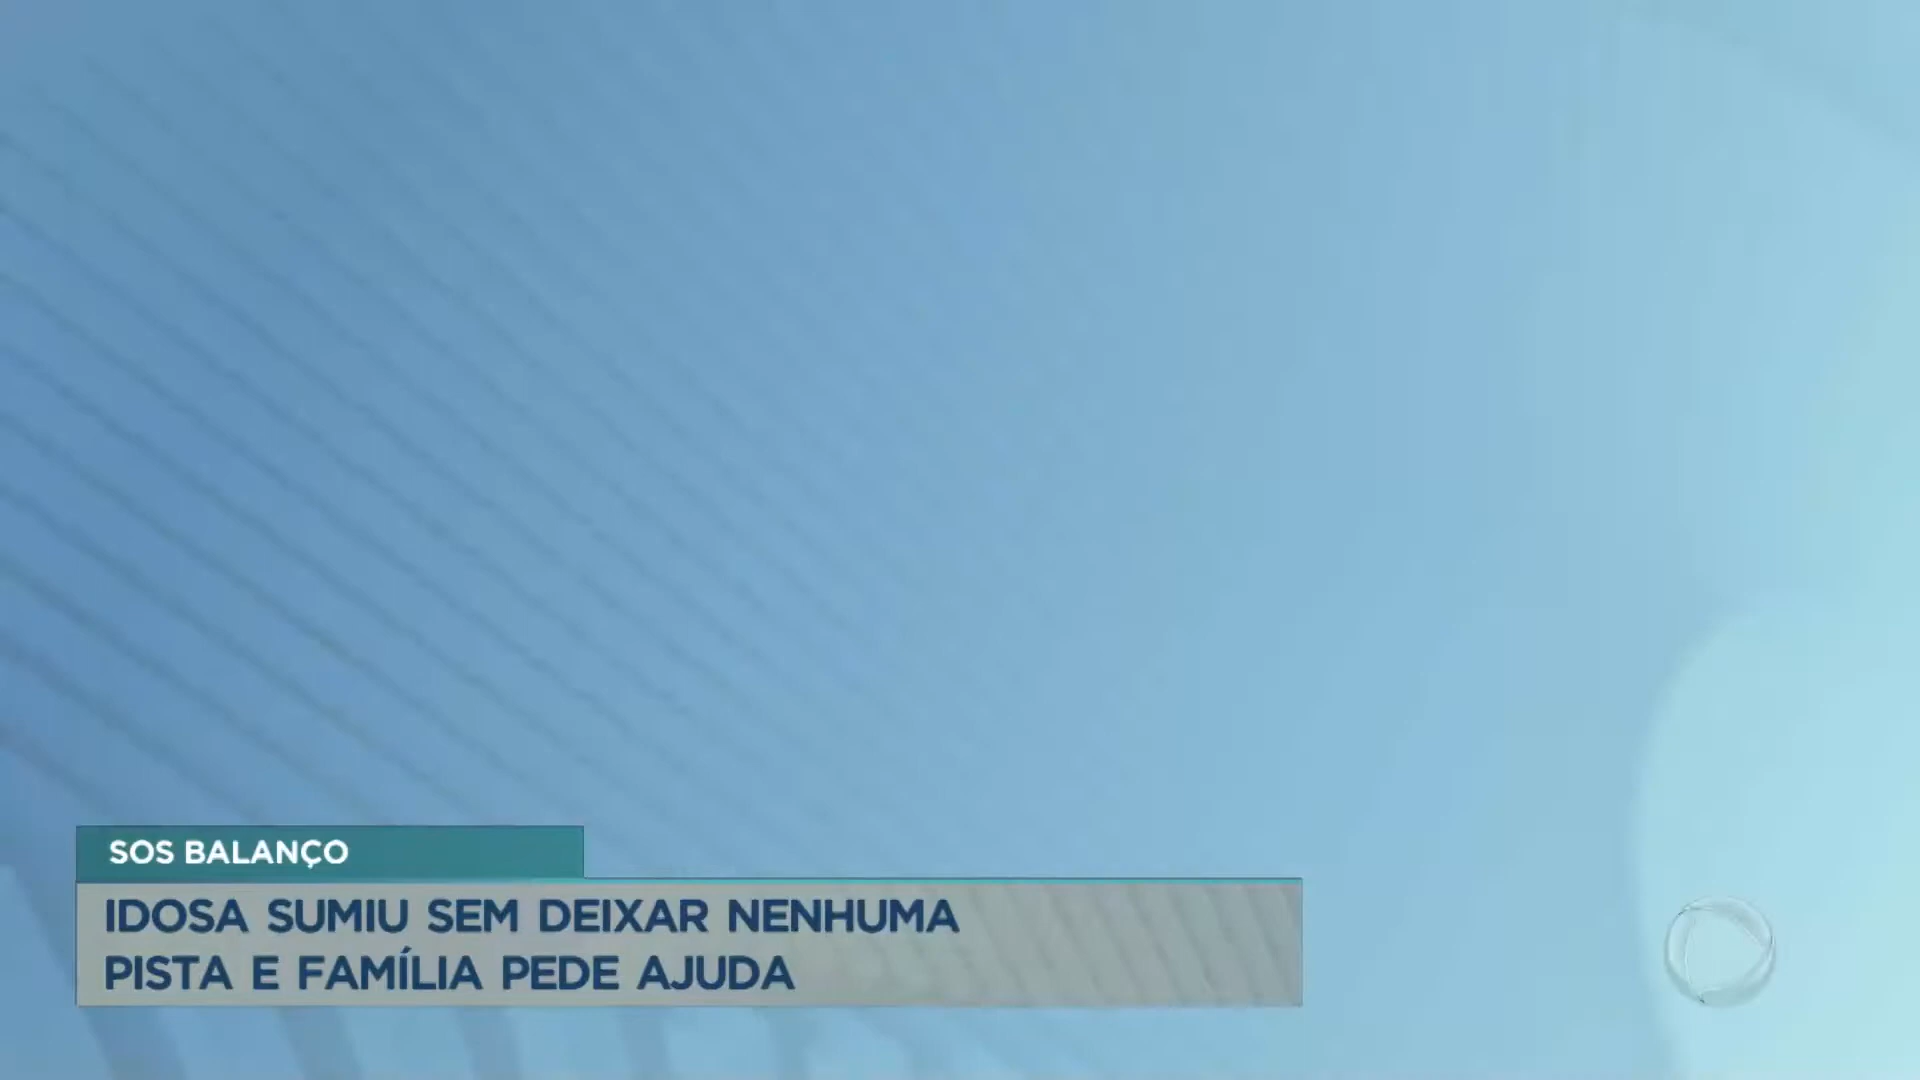 SOS BALANÇO
IDOSA SUMIU SEM DEIXAR NENHUMA
PISTA E FAMÍLIA PEDE AJUDA